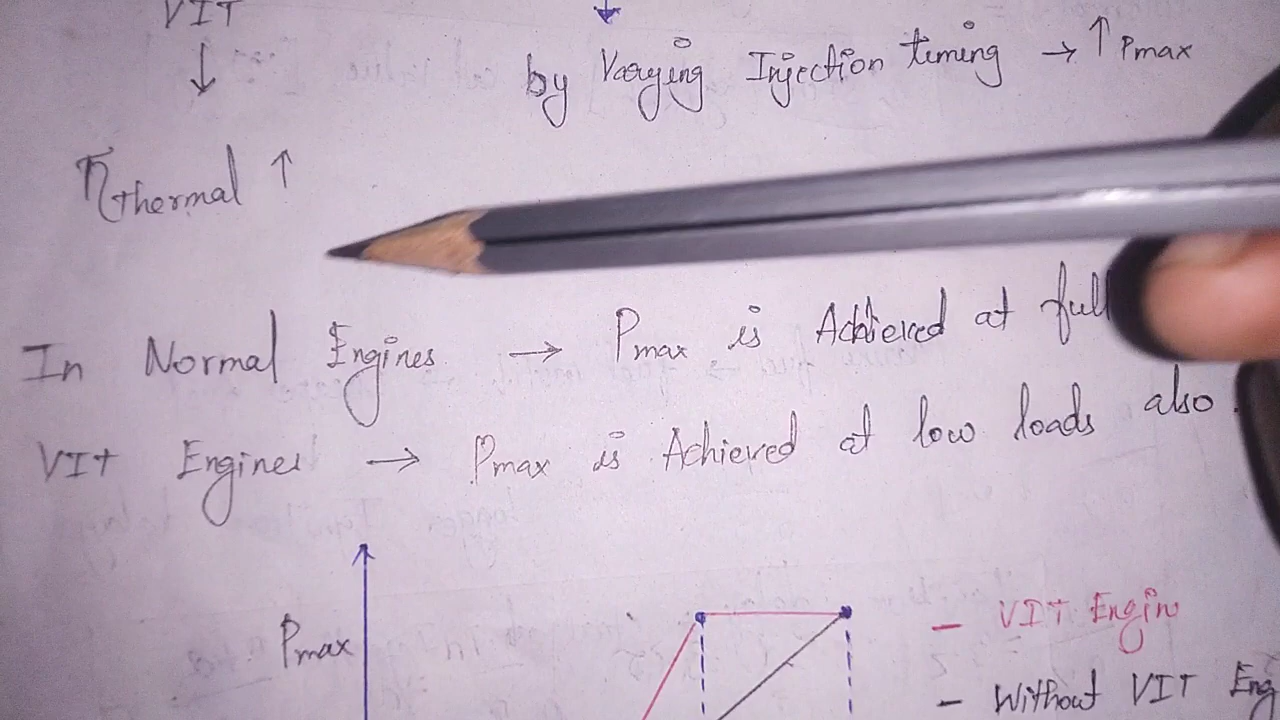 VIT
↓
by Varying Injection timing → ↑ Pmax
ηThermal ↑
In Normal Engines → Pmax is Achieved at full
VIT Engines → Pmax is Achieved at low loads also.
Pmax
– VIT Engin
– Without VIT Eng